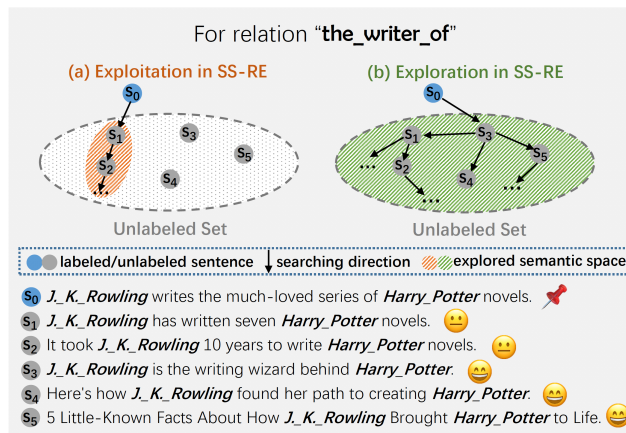 For relation “the_writer_of”
(a) Exploitation in SS-RE
(b) Exploration in SS-RE
S0
S1
S2
...
S3
S4
S5
Unlabeled Set
S0
S1
S2
S3
S4
S5
...
...
...
Unlabeled Set
labeled/unlabeled sentence searching direction explored semantic space
S0 J._K._Rowling writes the much-loved series of Harry_Potter novels.
S1 J._K._Rowling has written seven Harry_Potter novels.
S2 It took J._K._Rowling 10 years to write Harry_Potter novels.
S3 J._K._Rowling is the writing wizard behind Harry_Potter.
S4 Here's how J._K._Rowling found her path to creating Harry_Potter.
S5 5 Little-Known Facts About How J._K._Rowling Brought Harry_Potter to Life.